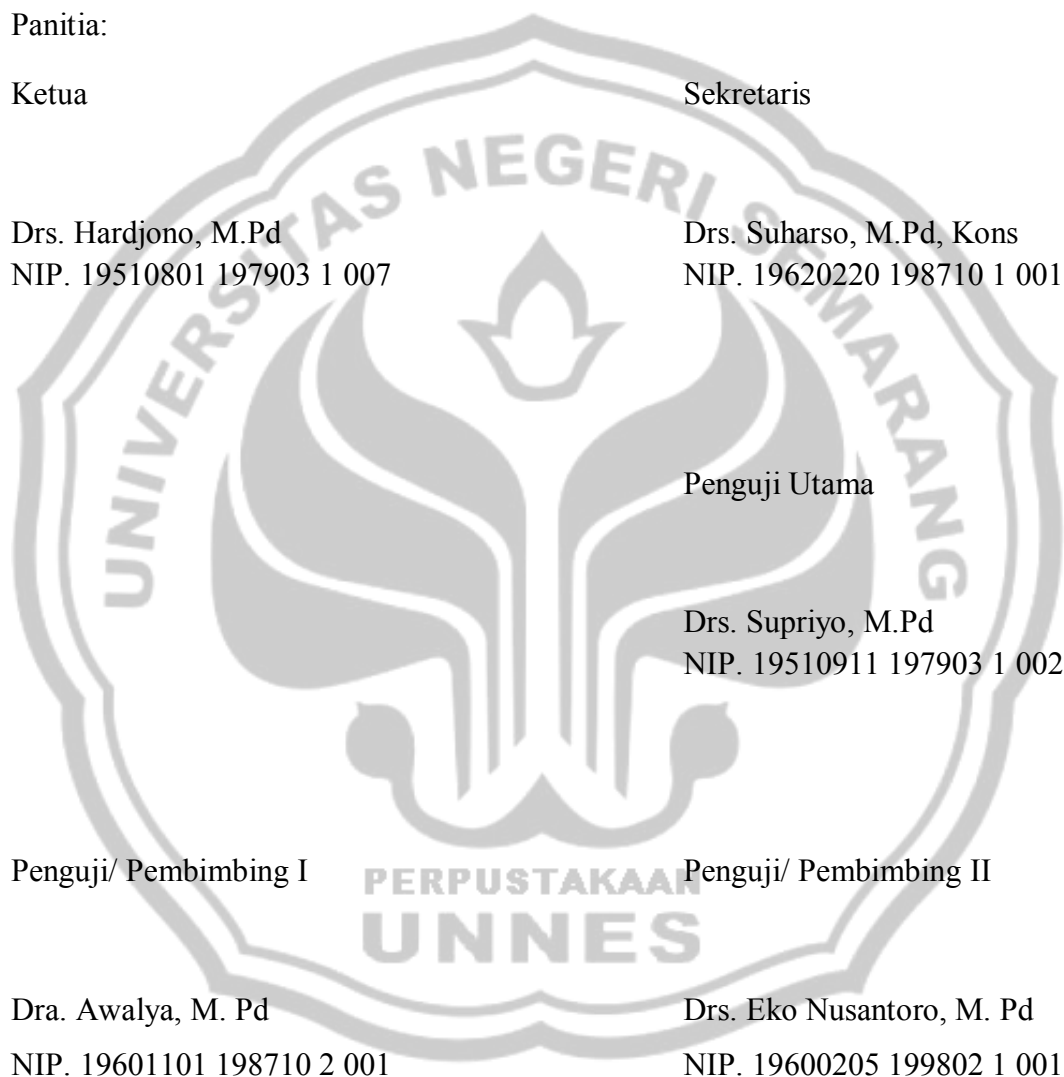 Panitia:
Ketua
Sekretaris
Drs. Hardjono, M.Pd
NIP. 19510801 197903 1 007
Drs. Suharso, M.Pd, Kons
NIP. 19620220 198710 1 001
Penguji Utama
Drs. Supriyo, M.Pd
NIP. 19510911 197903 1 002
Penguji/ Pembimbing I
Penguji/ Pembimbing II
Dra. Awalya, M. Pd
NIP. 19601101 198710 2 001
Drs. Eko Nusantoro, M. Pd
NIP. 19600205 199802 1 001
UNIVERSITAS NEGERI SEMARANG
PERPUSTAKAAN
UNNES